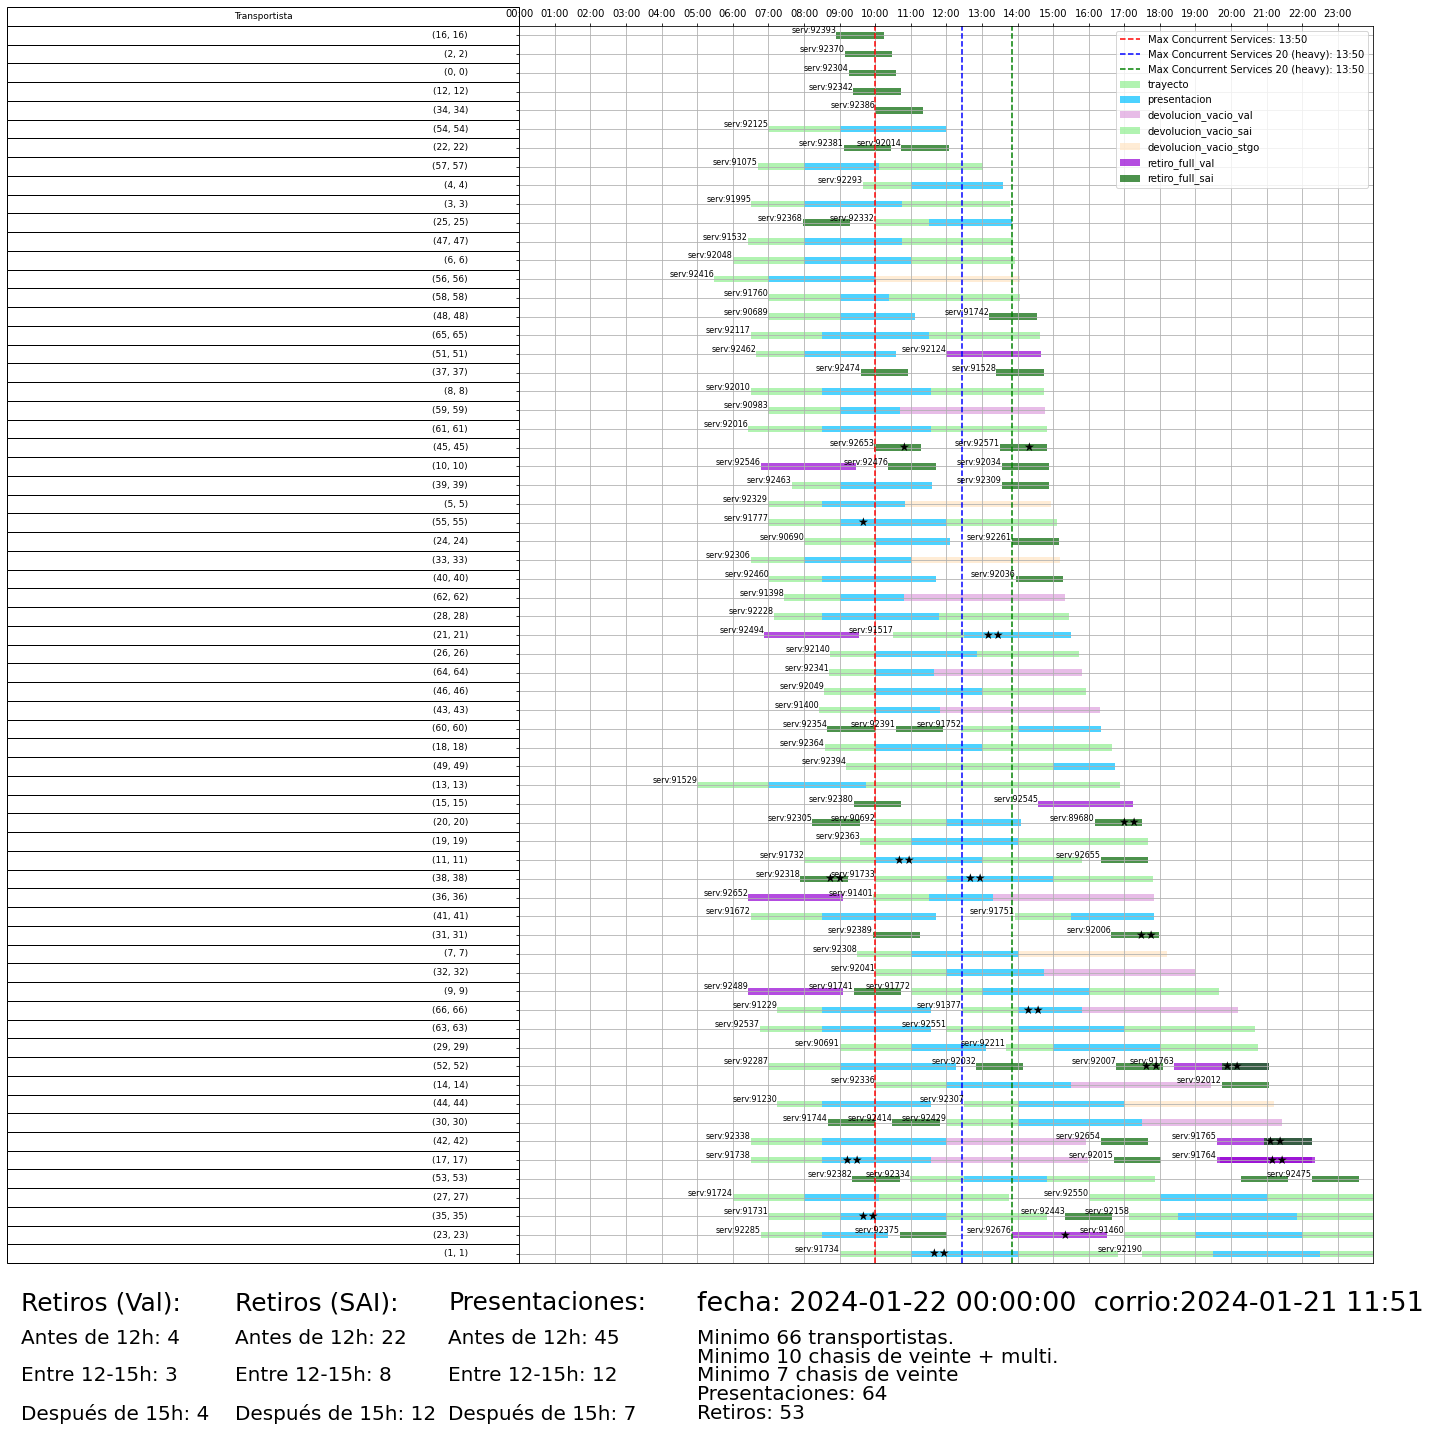 Transportista
00:00 01:00 02:00 03:00 04:00 05:00 06:00 07:00 08:00 09:00 10:00 11:00 12:00 13:00 14:00 15:00 16:00 17:00 18:00 19:00 20:00 21:00 22:00 23:00
Max Concurrent Services: 13:50
Max Concurrent Services 20 (heavy): 13:50
Max Concurrent Services 20 (heavy): 13:50
trayecto
presentacion
devolucion_vacio_val
devolucion_vacio_sai
devolucion_vacio_stgo
retiro_full_val
retiro_full_sai
(16, 16) serv:92393
(2, 2) serv:92370
(0, 0) serv:92304
(12, 12) serv:92342
(34, 34) serv:92386
(54, 54) serv:92125
(22, 22) serv:92381 serv:92014
(57, 57) serv:91075
(4, 4) serv:92293
(3, 3) serv:91995
(25, 25) serv:92368 serv:92332
(47, 47) serv:91532
(6, 6) serv:92048
(56, 56) serv:92416
(58, 58) serv:91760
(48, 48) serv:90689 serv:91742
(65, 65) serv:92117
(51, 51) serv:92462 serv:92124
(37, 37) serv:92474 serv:91528
(8, 8) serv:92010
(59, 59) serv:90983
(61, 61) serv:92016
(45, 45) serv:92653 serv:92571
(10, 10) serv:92546 serv:92476 serv:92034
(39, 39) serv:92463 serv:92309
(5, 5) serv:92329
(55, 55) serv:91777
(24, 24) serv:90690 serv:92261
(33, 33) serv:92306
(40, 40) serv:92460 serv:92036
(62, 62) serv:91398
(28, 28) serv:92228
(21, 21) serv:92494 serv:91517
(26, 26) serv:92140
(64, 64) serv:92341
(46, 46) serv:92049
(43, 43) serv:91400
(60, 60) serv:92354 serv:92391 serv:91752
(18, 18) serv:92364
(49, 49) serv:92394
(13, 13) serv:91529
(15, 15) serv:92380 serv:92545
(20, 20) serv:92305 serv:90692 serv:89680
(19, 19) serv:92363
(11, 11) serv:91732 serv:92655
(38, 38) serv:92318 serv:91733
(36, 36) serv:92652 serv:91401
(41, 41) serv:91672 serv:91751
(31, 31) serv:92389 serv:92006
(7, 7) serv:92308
(32, 32) serv:92041
(9, 9) serv:92489 serv:91741 serv:91772
(66, 66) serv:91229 serv:91377
(63, 63) serv:92537 serv:92551
(29, 29) serv:90691 serv:92211
(52, 52) serv:92287 serv:92032 serv:92007 serv:91763
(14, 14) serv:92336 serv:92012
(44, 44) serv:91230 serv:92307
(30, 30) serv:91744 serv:92414 serv:92429
(42, 42) serv:92338 serv:92654 serv:91765
(17, 17) serv:91738 serv:92015 serv:91764
(53, 53) serv:92382 serv:92334 serv:92475
(27, 27) serv:91724 serv:92550
(35, 35) serv:91731 serv:92443 serv:92158
(23, 23) serv:92285 serv:92375 serv:92676 serv:91460
(1, 1) serv:91734 serv:92190
Retiros (Val):
Antes de 12h: 4
Entre 12-15h: 3
Después de 15h: 4
Retiros (SAI):
Antes de 12h: 22
Entre 12-15h: 8
Después de 15h: 12
Presentaciones:
Antes de 12h: 45
Entre 12-15h: 12
Después de 15h: 7
fecha: 2024-01-22 00:00:00 corrio:2024-01-21 11:51
Minimo 66 transportistas.
Minimo 10 chasis de veinte + multi.
Minimo 7 chasis de veinte
Presentaciones: 64
Retiros: 53